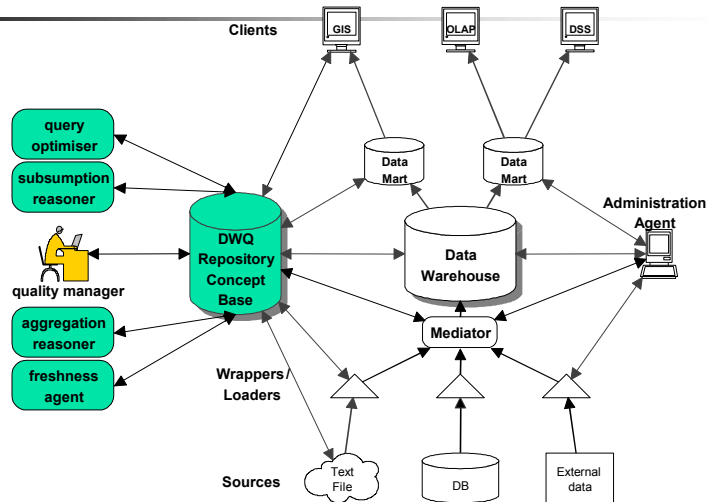 Clients
GIS
OLAP
DSS
query
optimiser
subsumption
reasoner
quality manager
aggregation
reasoner
freshness
agent
DWQ
Repository
Concept
Base
Data
Mart
Data
Mart
Administration
Agent
Data
Warehouse
Mediator
Wrappers/
Loaders
Sources
Text
File
DB
External
data